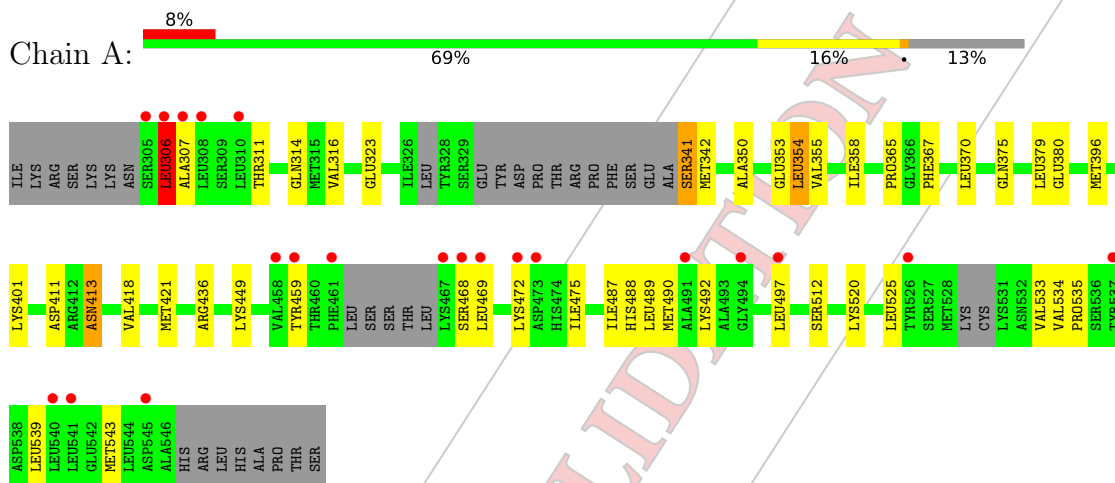 8%
Chain A:
69% 16% • 13%
ILE LYS ARG SER LYS LYS ASN SER305 LEU306 ALA307 LEU308 SER309 LEU310 THR311 GLN314 MET315 VAL316 GLU323 ILE326 LEU TYR328 SER329 GLU TYR ASP PRO THR ARG PRO PHE SER GLU ALA SER341 MET342 ALA350 GLU353 LEU354 VAL355 ILE358 PRO365 GLY366 PHE367 LEU370 GLN375 LEU379 GLU380 MET396
LYS401 ASP411 ARG412 ASN413 VAL418 MET421 ARG436 LYS449 VAL458 TYR459 THR460 PHE461 LEU SER SER THR LEU LYS467 SER468 LEU469 LYS472 ASP473 HIS474 ILE475 ILE487 HIS488 LEU489 MET490 ALA491 LYS492 ALA493 GLY494 LEU497 SER512 LYS520 LEU525 TYR526 SER527 MET528 LYS CYS LYS531 ASN532 VAL533 VAL534 PRO535 SER536 TYR537
ASP538 LEU539 LEU540 LEU541 GLU542 MET543 LEU544 ASP545 ALA546 HIS ARG LEU HIS ALA PRO THR SER